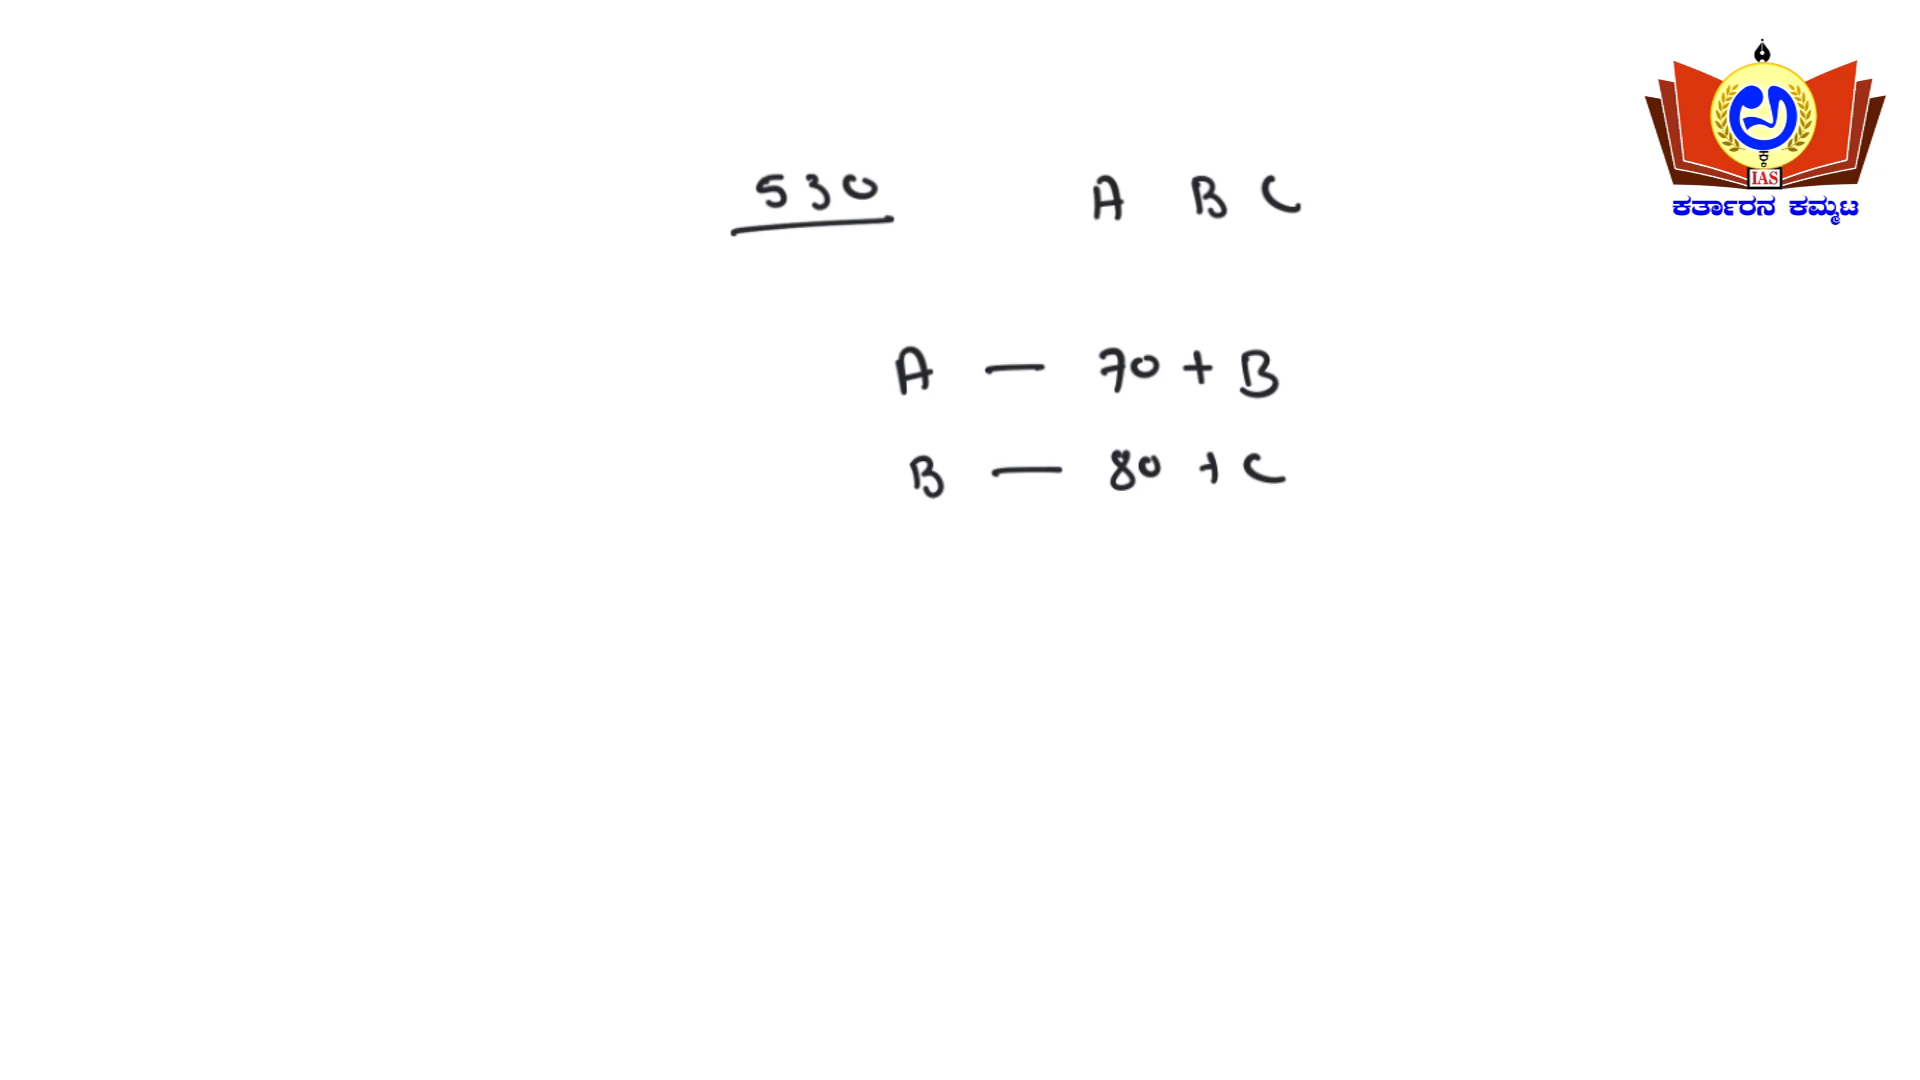 530 A B C
A — 70 + B
B — 80 + C
IAS
ಕರ್ತಾರನ ಕಮ್ಮಟ